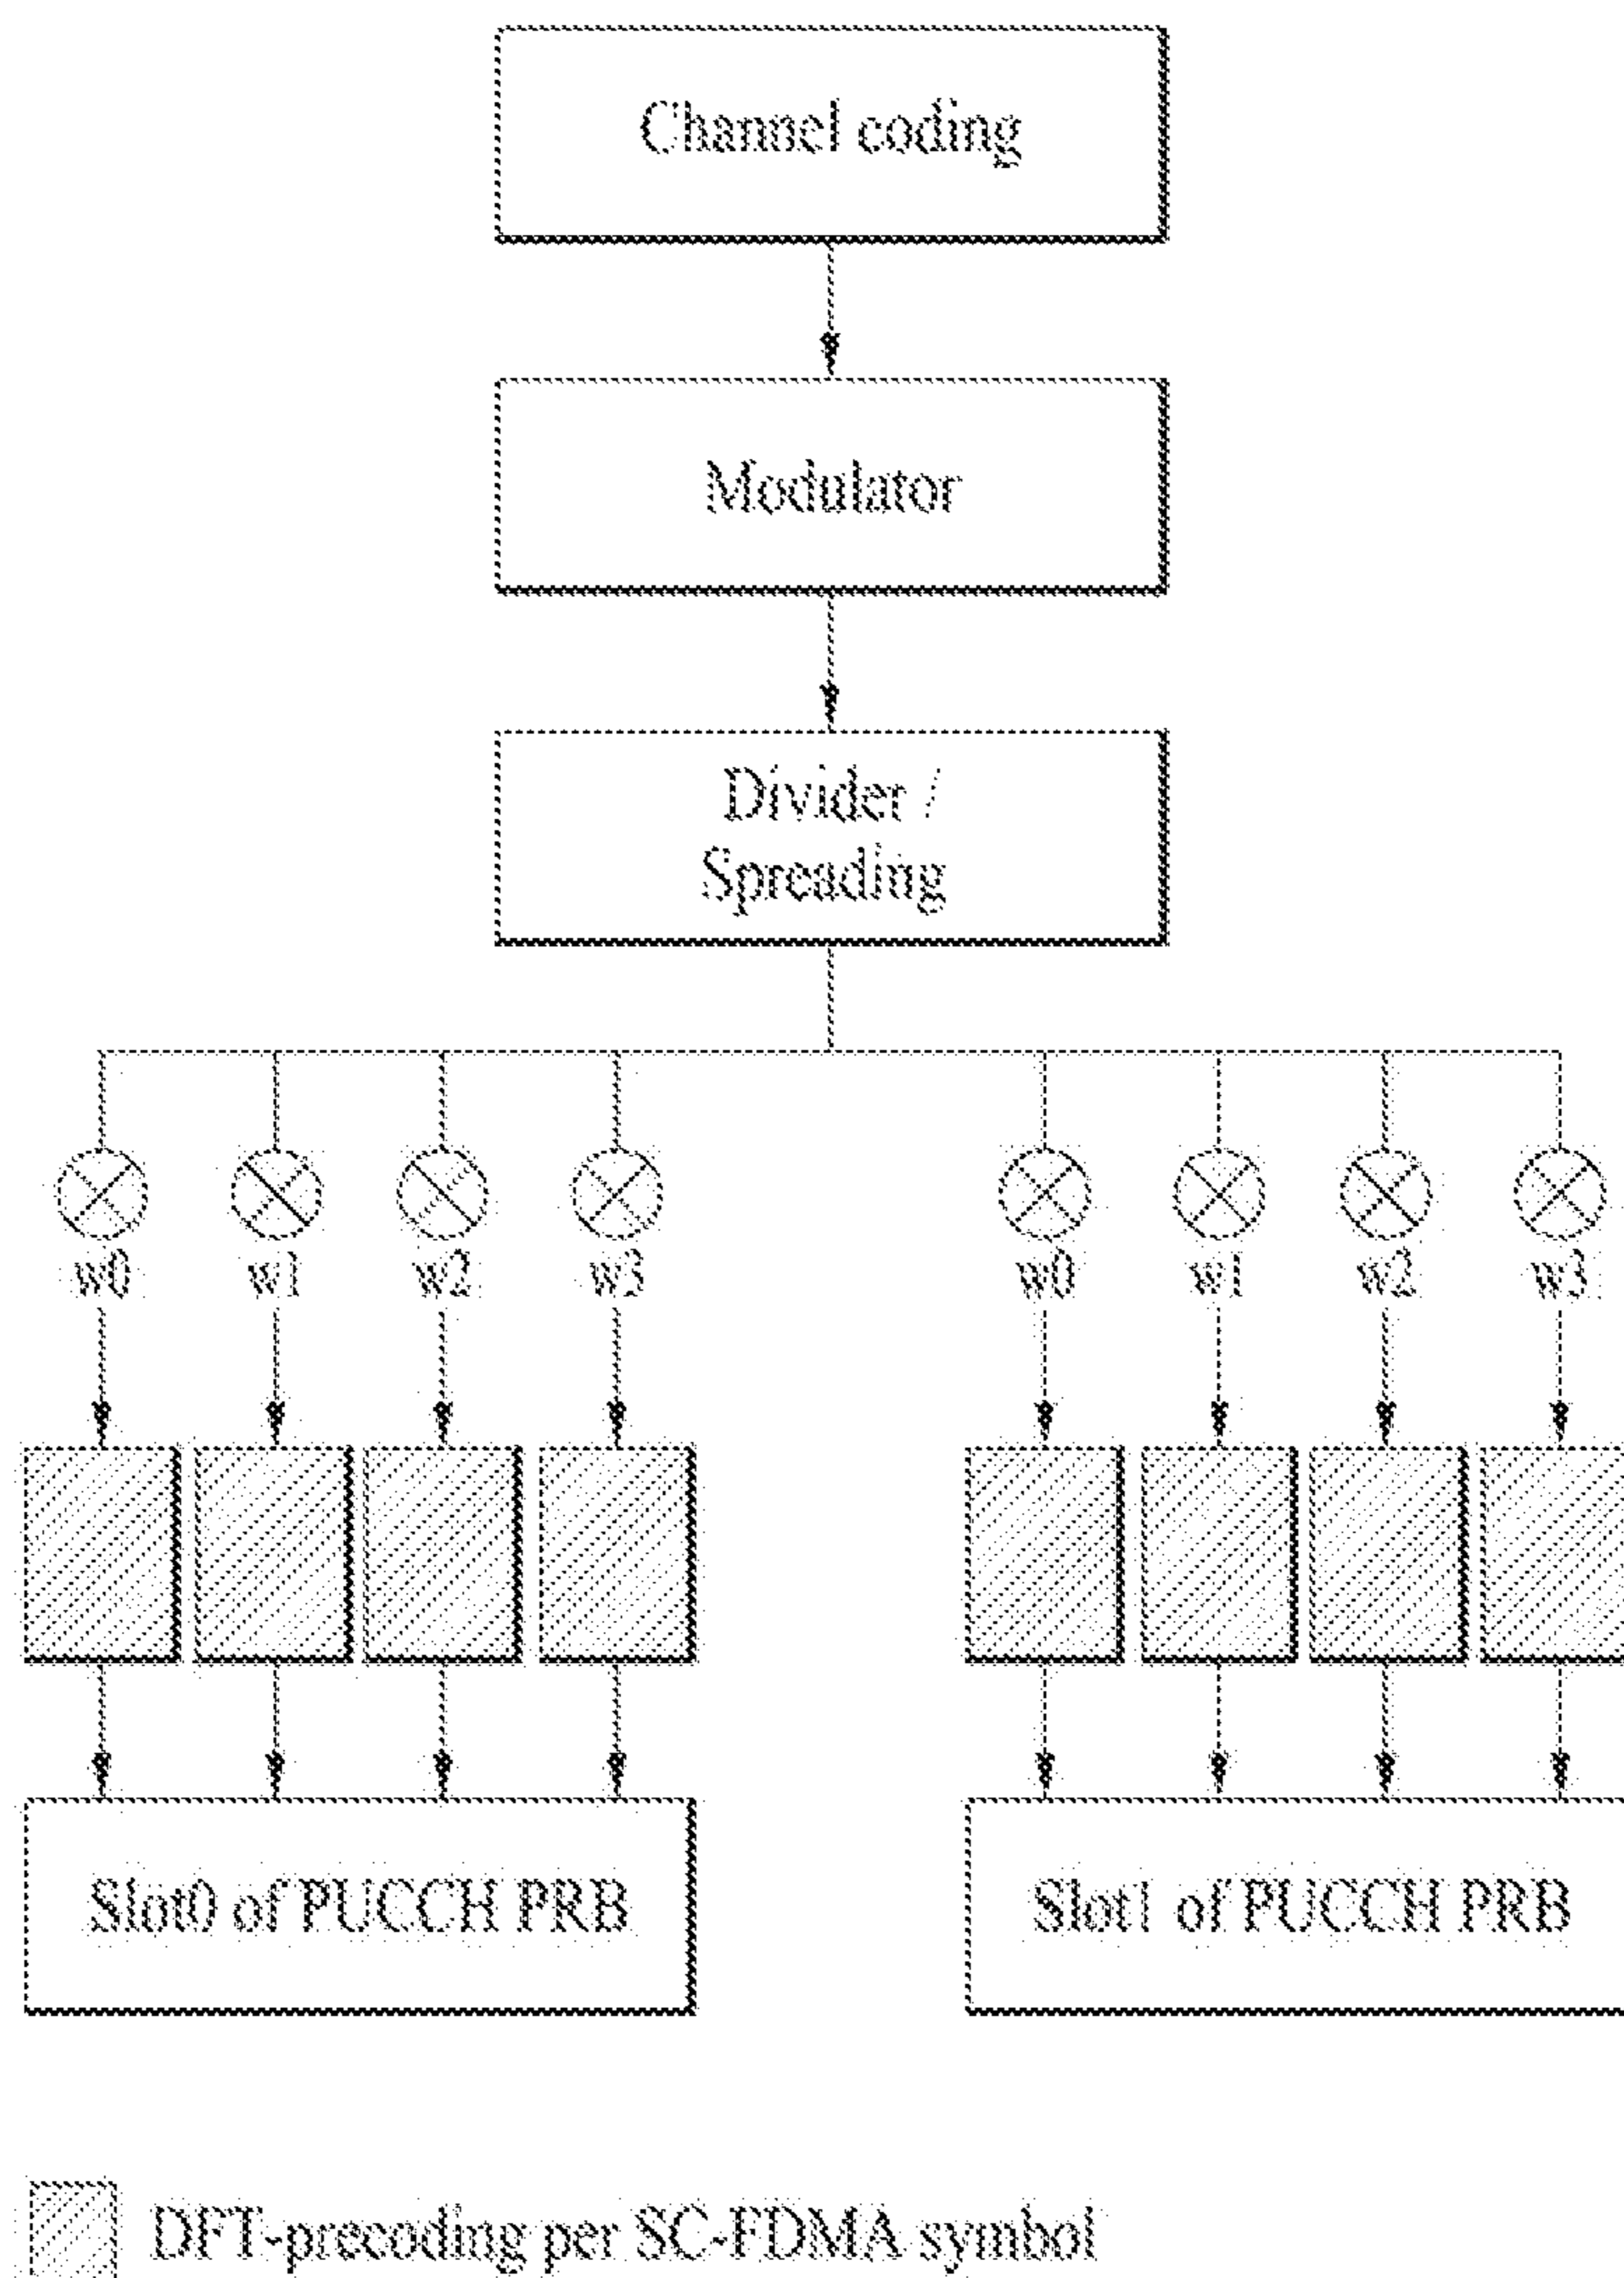 Channel coding
Modulator
Divider /
Spreading
w0 w1 w2 w3 w0 w1 w2 w3
Slot0 of PUCCH PRB Slot1 of PUCCH PRB
DFT-precoding per SC-FDMA symbol